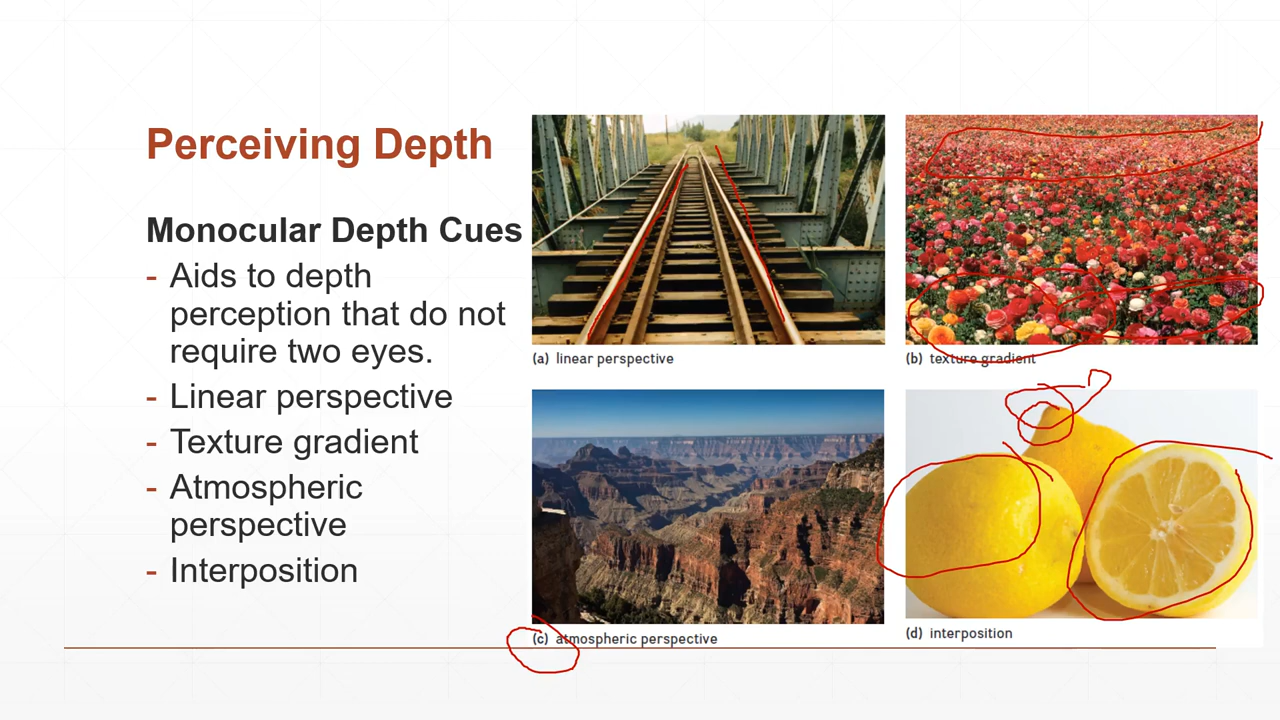 Perceiving Depth
Monocular Depth Cues
- Aids to depth
perception that do not
require two eyes.
- Linear perspective
- Texture gradient
- Atmospheric
perspective
- Interposition
(a) linear perspective
(b) texture gradient
(c) atmospheric perspective
(d) interposition